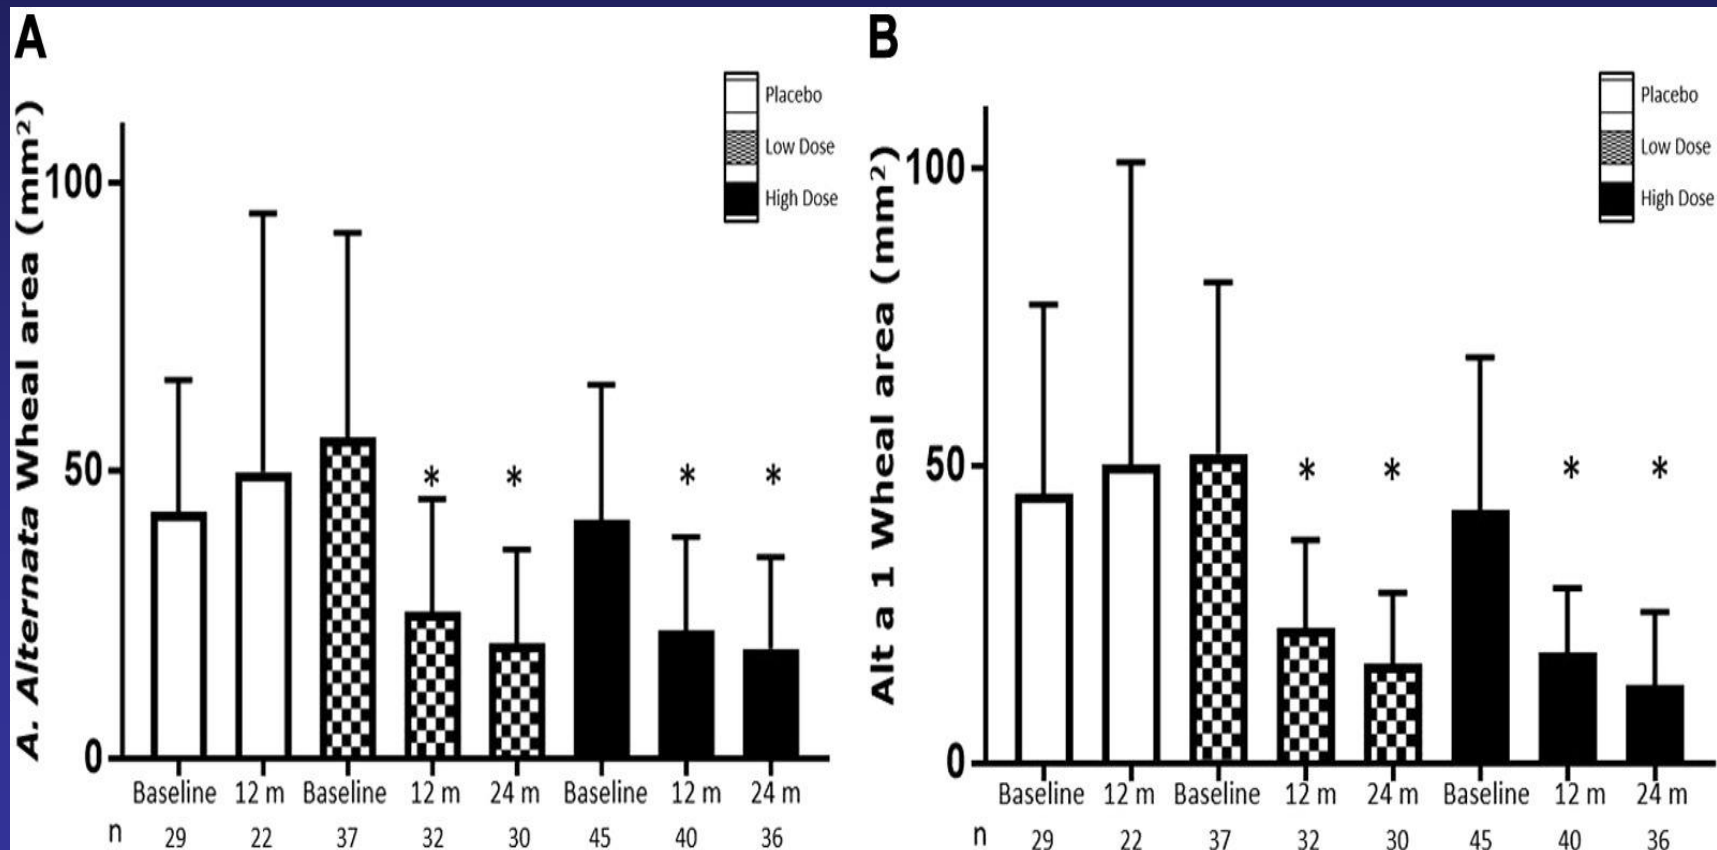 A
A. Alternata Wheal area (mm²)
100
50
0
Placebo
Low Dose
High Dose
* * * *
Baseline 12 m Baseline 12 m 24 m Baseline 12 m 24 m
n 29 22 37 32 30 45 40 36
B
Alt a 1 Wheal area (mm²)
100
50
0
Placebo
Low Dose
High Dose
* * * *
Baseline 12 m Baseline 12 m 24 m Baseline 12 m 24 m
n 29 22 37 32 30 45 40 36